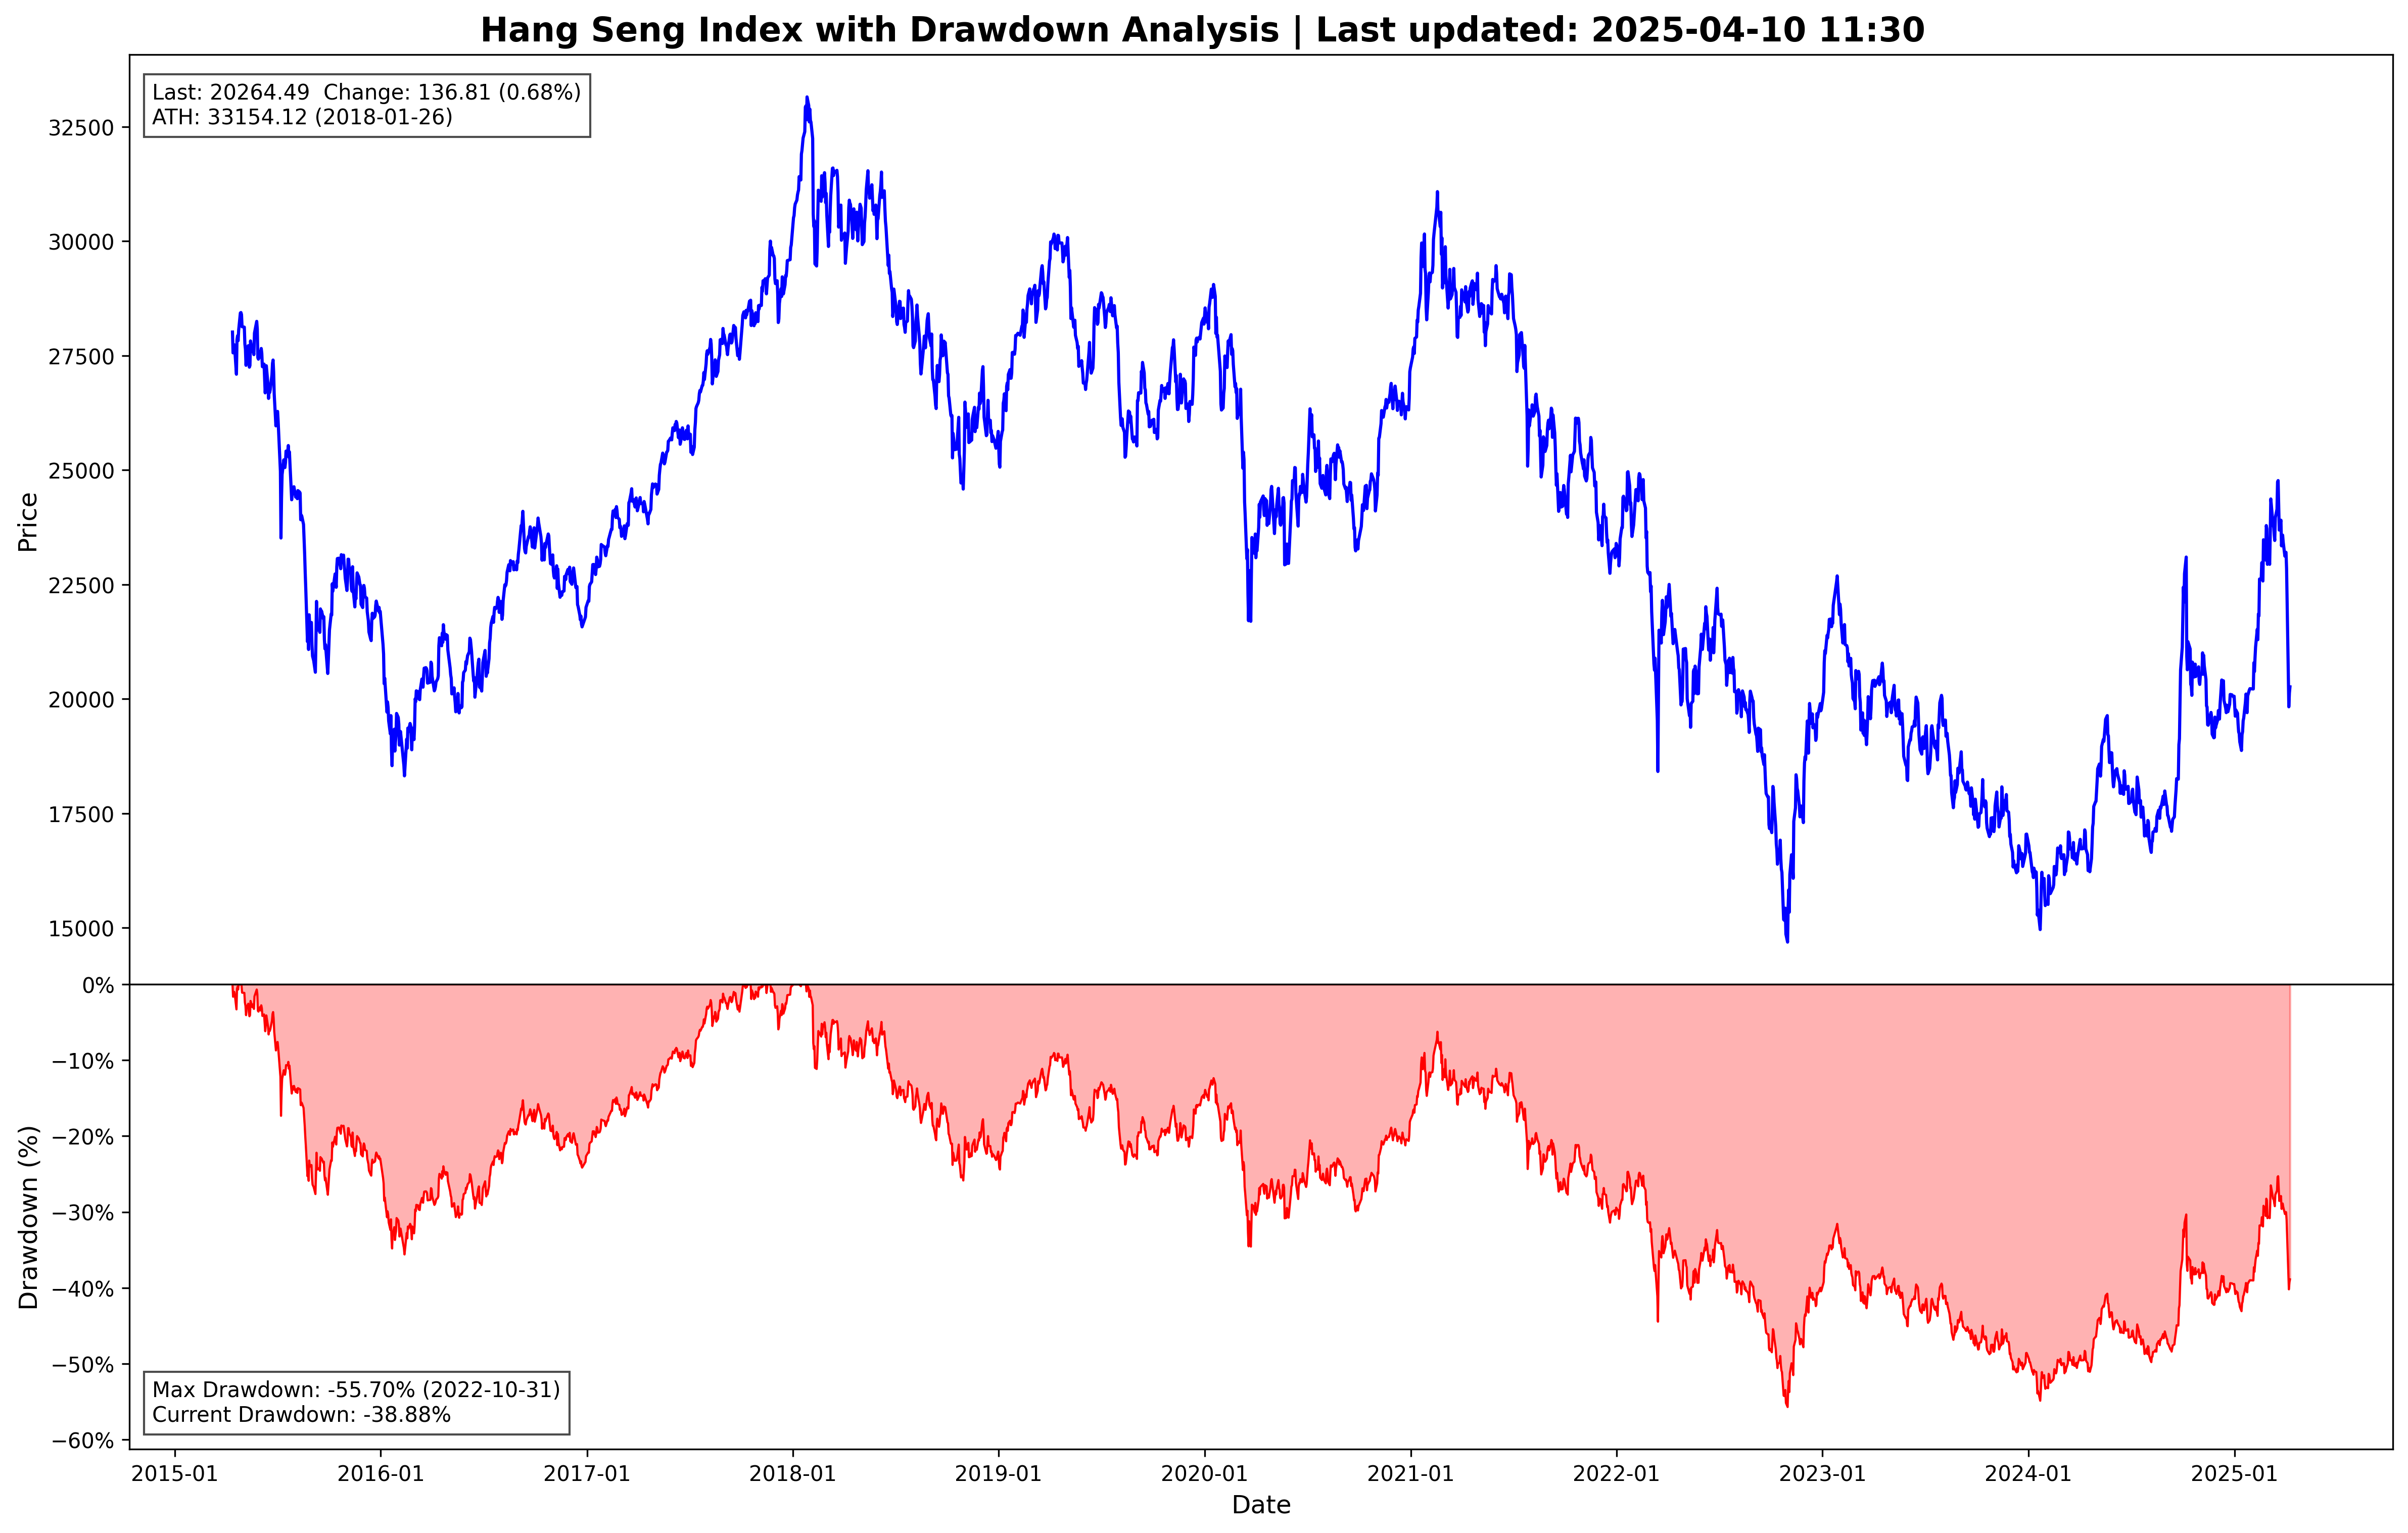 Hang Seng Index with Drawdown Analysis | Last updated: 2025-04-10 11:30
Last: 20264.49  Change: 136.81 (0.68%)
ATH: 33154.12 (2018-01-26)
Price
32500
30000
27500
25000
22500
20000
17500
15000
Drawdown (%)
0%
−10%
−20%
−30%
−40%
−50%
−60%
Max Drawdown: -55.70% (2022-10-31)
Current Drawdown: -38.88%
2015-01 2016-01 2017-01 2018-01 2019-01 2020-01 2021-01 2022-01 2023-01 2024-01 2025-01
Date